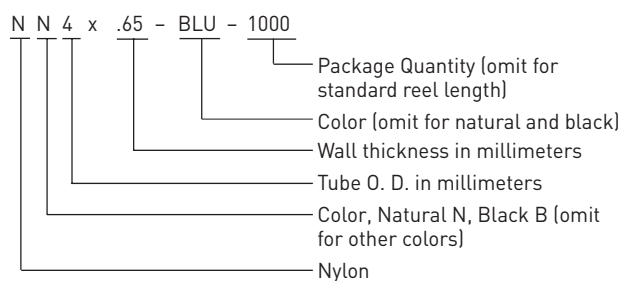 N N 4 x .65 – BLU – 1000
Package Quantity (omit for
standard reel length)
Color (omit for natural and black)
Wall thickness in millimeters
Tube O. D. in millimeters
Color, Natural N, Black B (omit
for other colors)
Nylon